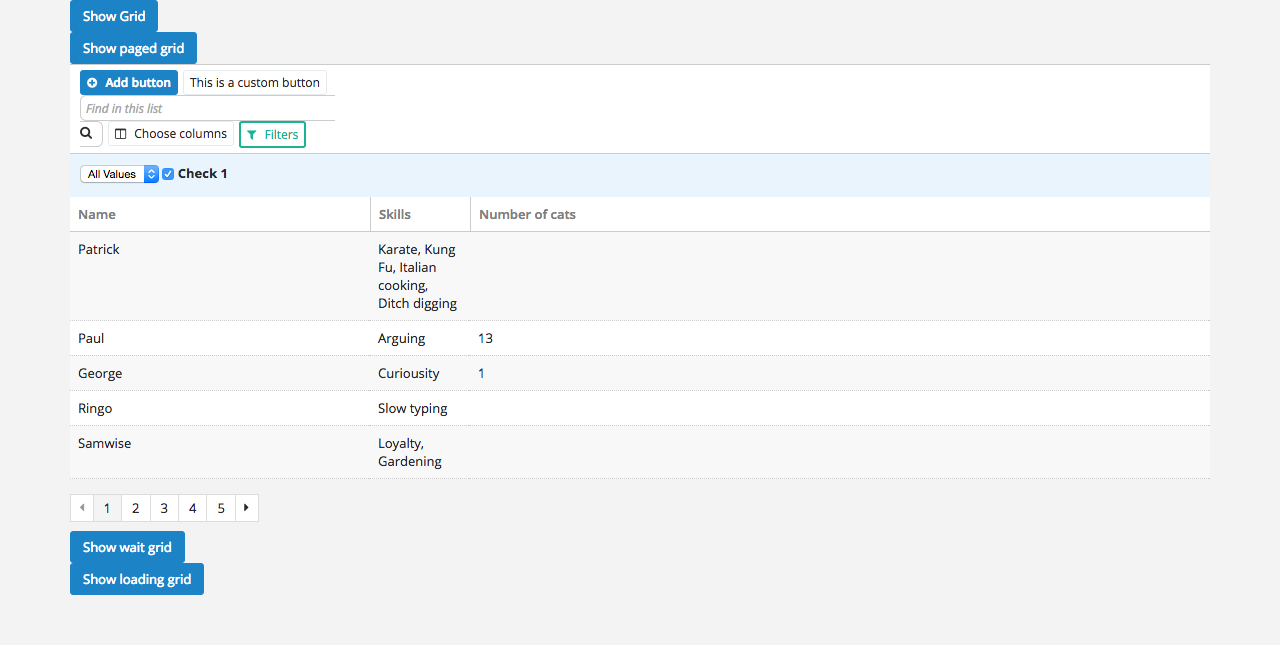 Show Grid
Show paged grid
Add button This is a custom button
Find in this list
Choose columns Filters
All Values Check 1
Name Skills Number of cats
Patrick Karate, Kung
Fu, Italian
cooking,
Ditch digging
Paul Arguing 13
George Curiousity 1
Ringo Slow typing
Samwise Loyalty,
Gardening
1 2 3 4 5
Show wait grid
Show loading grid